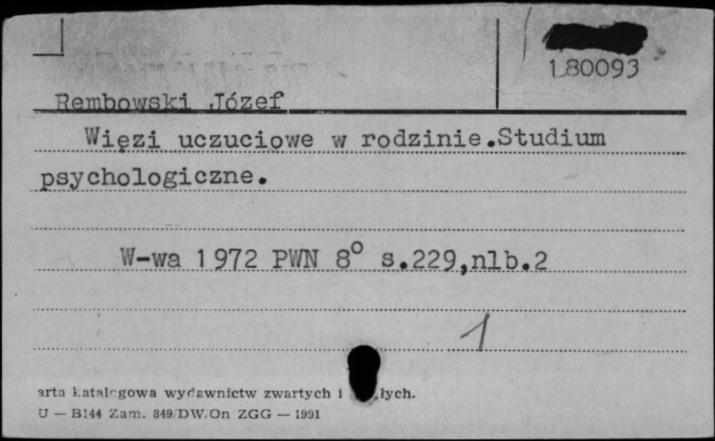 180093
Rembowski Józef
Więzi uczuciowe w rodzinie.Studium
psychologiczne.
W-wa 1972 PWN 8° s.229,nlb.2
1
arta katalogowa wydawnictw zwartych i łych.
U — B144 Zam. 849/DW/On ZGG — 1991